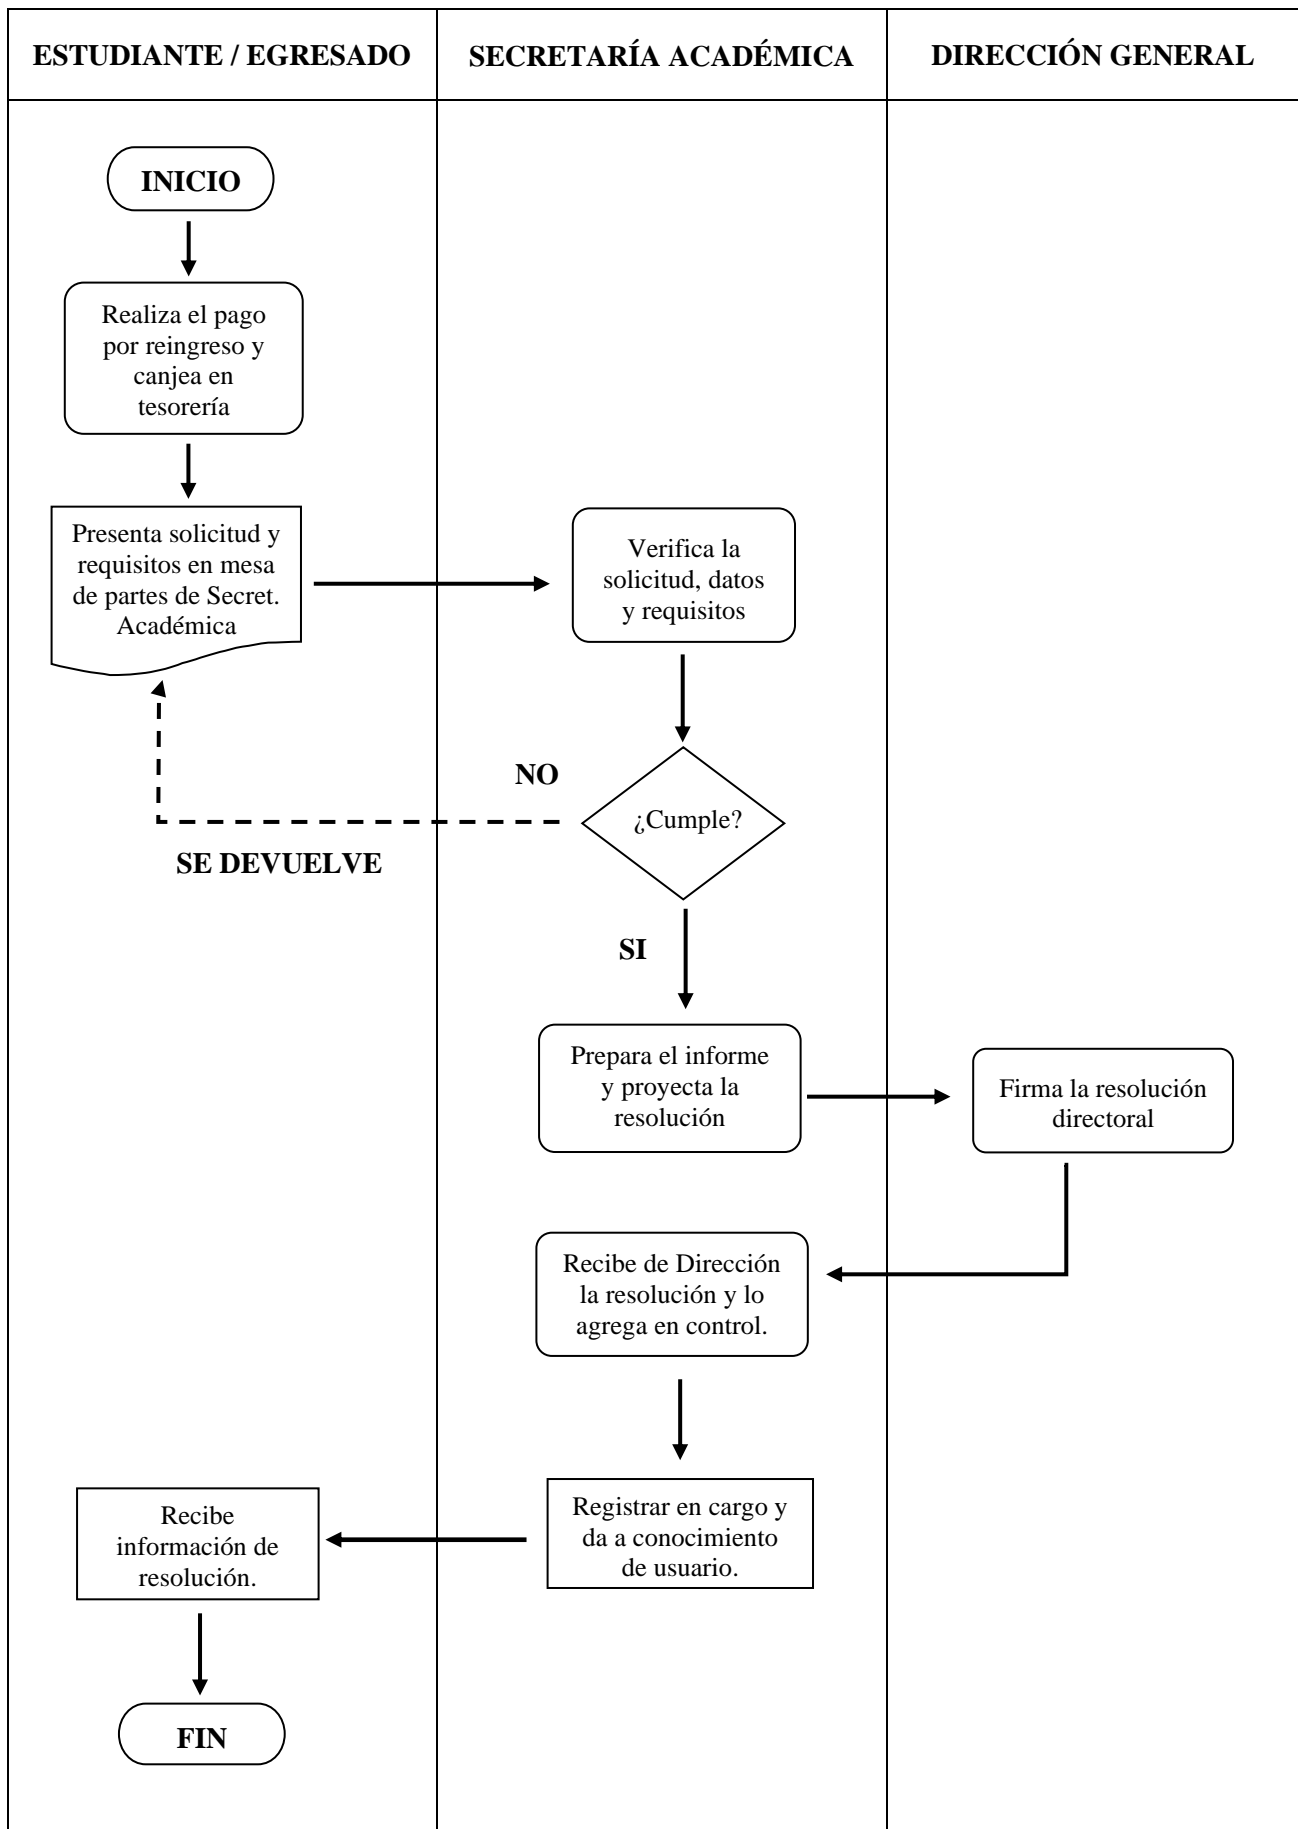 ESTUDIANTE / EGRESADO
SECRETARÍA ACADÉMICA
DIRECCIÓN GENERAL
INICIO
Realiza el pago
por reingreso y
canjea en
tesorería
Presenta solicitud y
requisitos en mesa
de partes de Secret.
Académica
Verifica la
solicitud, datos
y requisitos
NO
¿Cumple?
SE DEVUELVE
SI
Prepara el informe
y proyecta la
resolución
Firma la resolución
directoral
Recibe de Dirección
la resolución y lo
agrega en control.
Registrar en cargo y
da a conocimiento
de usuario.
Recibe
información de
resolución.
FIN